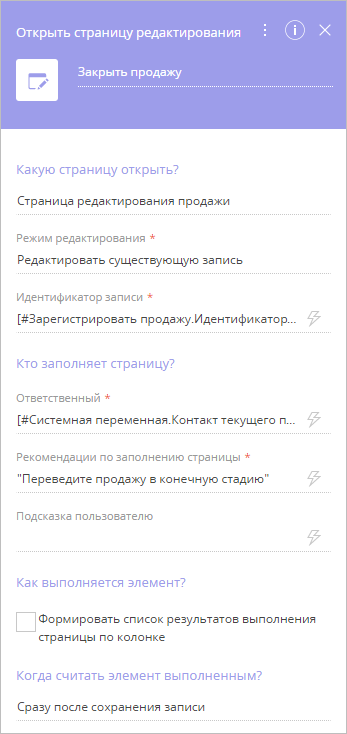 Открыть страницу редактирования
Закрыть продажу
Какую страницу открыть?
Страница редактирования продажи
Режим редактирования *
Редактировать существующую запись
Идентификатор записи *
[#Зарегистрировать продажу.Идентификатор...
Кто заполняет страницу?
Ответственный *
[#Системная переменная.Контакт текущего п...
Рекомендации по заполнению страницы *
"Переведите продажу в конечную стадию"
Подсказка пользователю
Как выполняется элемент?
Формировать список результатов выполнения
страницы по колонке
Когда считать элемент выполненным?
Сразу после сохранения записи